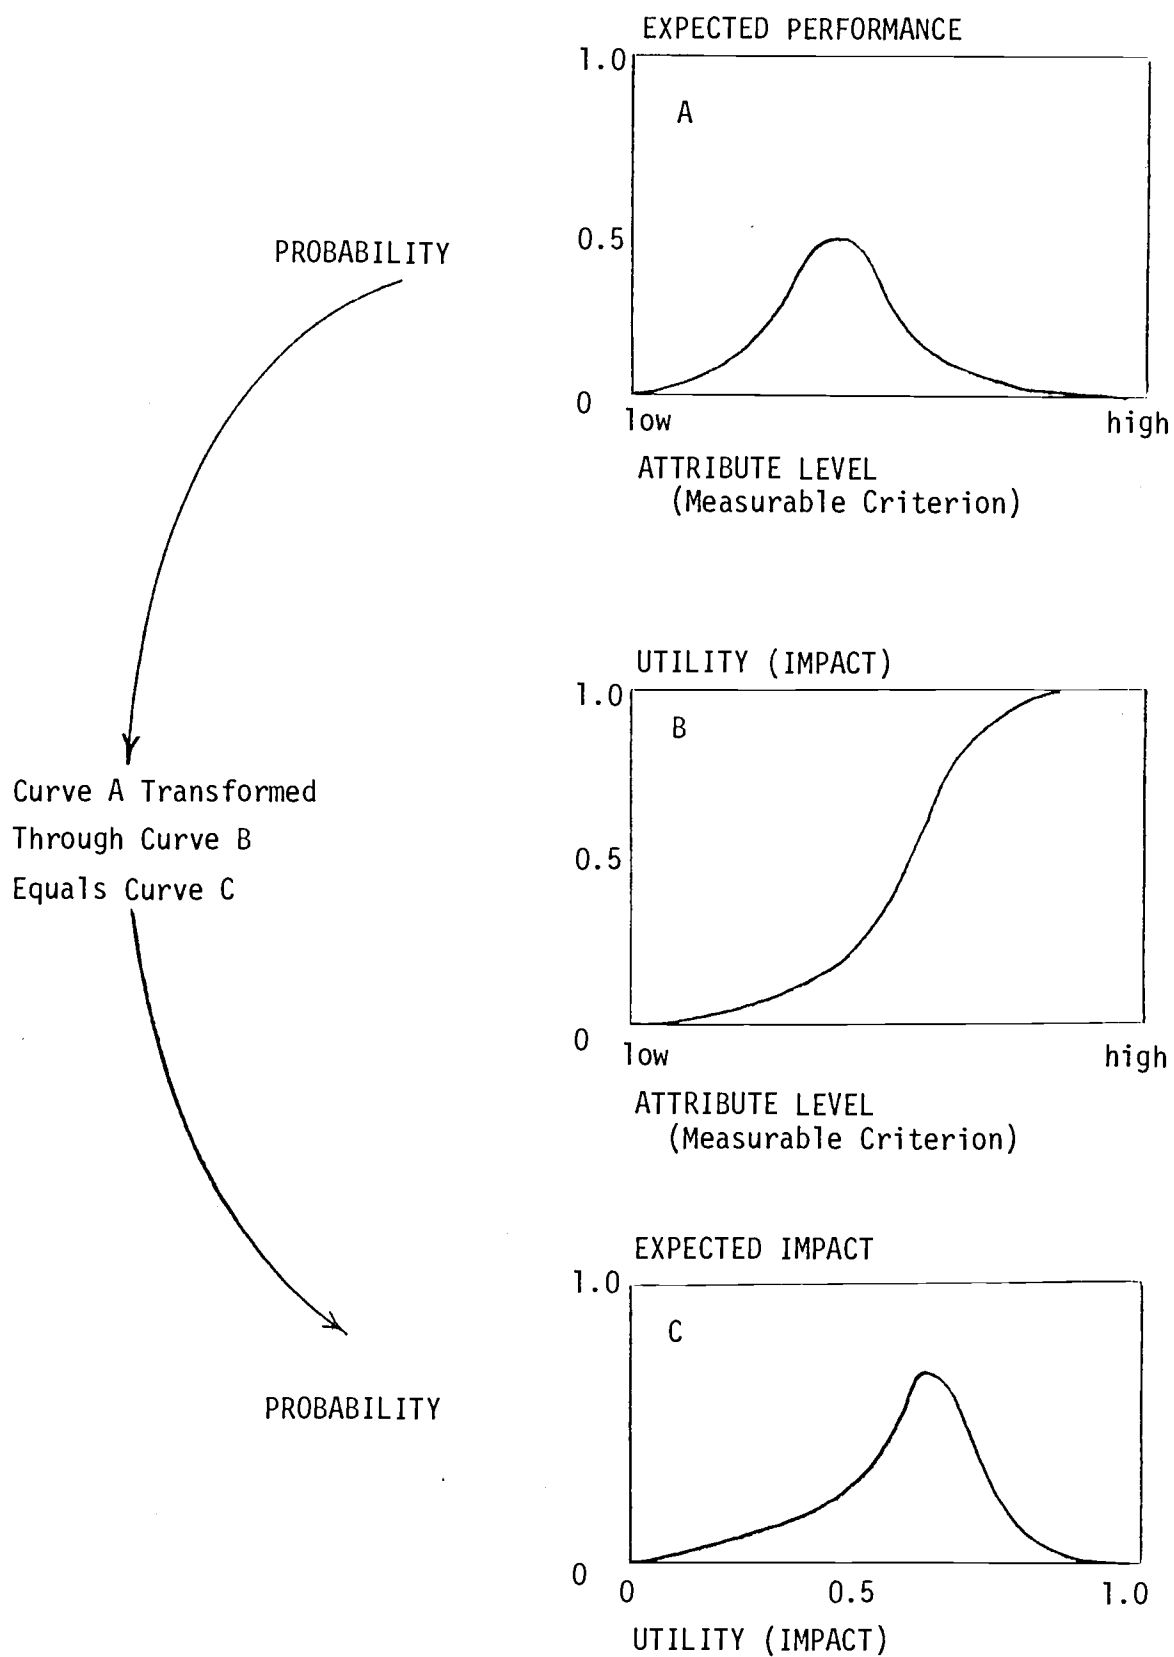 EXPECTED PERFORMANCE
1.0
A
0.5
PROBABILITY
0
low high
ATTRIBUTE LEVEL
(Measurable Criterion)
UTILITY (IMPACT)
1.0
B
Curve A Transformed
Through Curve B
Equals Curve C
0.5
0
low high
ATTRIBUTE LEVEL
(Measurable Criterion)
EXPECTED IMPACT
1.0
C
PROBABILITY
0
0 0.5 1.0
UTILITY (IMPACT)